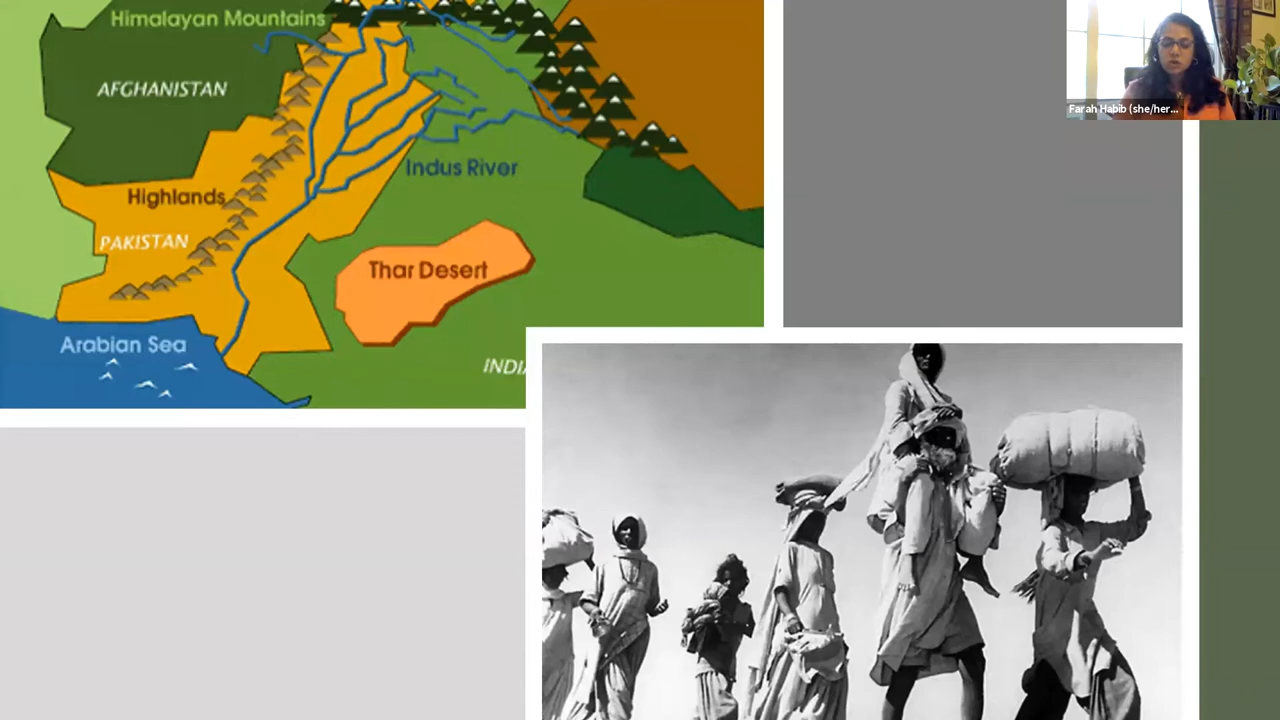 Himalayan Mountains
AFGHANISTAN
Indus River
Highlands
PAKISTAN
Thar Desert
Arabian Sea
INDI
Farah Habib (she/her...